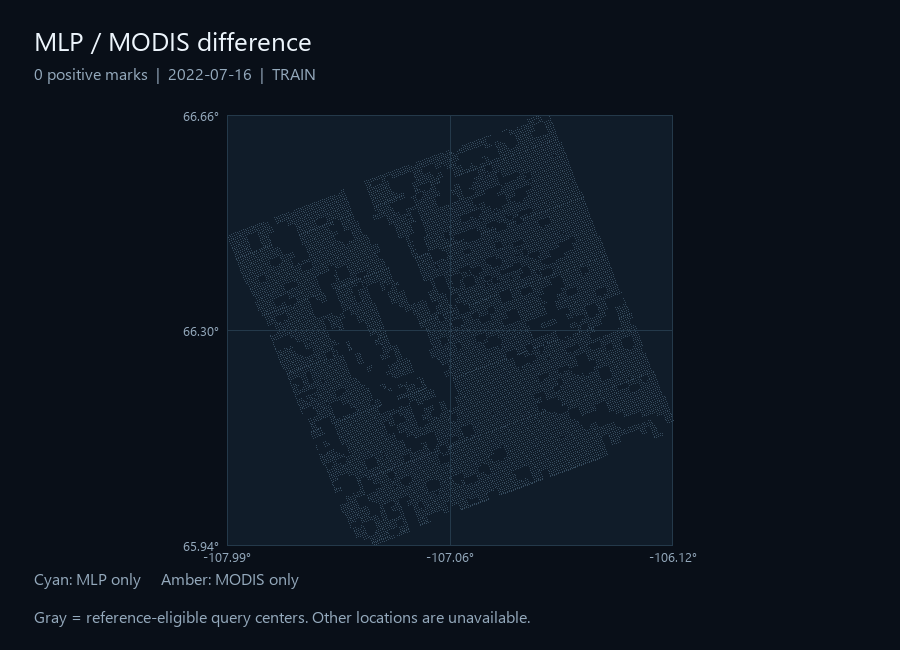 MLP / MODIS difference
0 positive marks | 2022-07-16 | TRAIN
66.66°
66.30°
65.94°
-107.99° -107.06° -106.12°
Cyan: MLP only Amber: MODIS only
Gray = reference-eligible query centers. Other locations are unavailable.